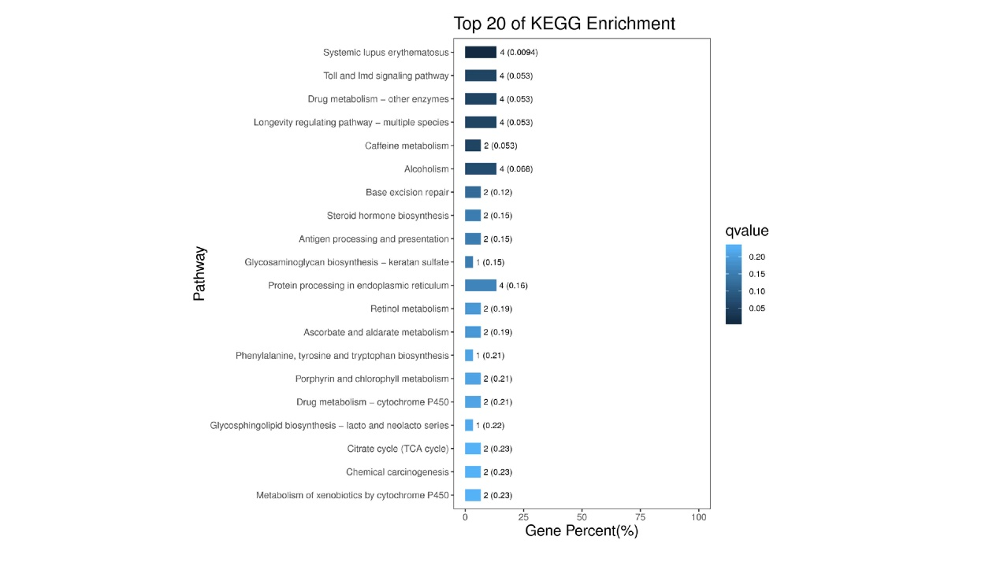 Top 20 of KEGG Enrichment
Systemic lupus erythematosus 4 (0.0094)
Toll and Imd signaling pathway 4 (0.053)
Drug metabolism – other enzymes 4 (0.053)
Longevity regulating pathway – multiple species 4 (0.053)
Caffeine metabolism 2 (0.053)
Alcoholism 4 (0.068)
Base excision repair 2 (0.12)
Steroid hormone biosynthesis 2 (0.15)
Antigen processing and presentation 2 (0.15)
Glycosaminoglycan biosynthesis – keratan sulfate 1 (0.15)
Protein processing in endoplasmic reticulum 4 (0.16)
Retinol metabolism 2 (0.19)
Ascorbate and aldarate metabolism 2 (0.19)
Phenylalanine, tyrosine and tryptophan biosynthesis 1 (0.21)
Porphyrin and chlorophyll metabolism 2 (0.21)
Drug metabolism – cytochrome P450 2 (0.21)
Glycosphingolipid biosynthesis – lacto and neolacto series 1 (0.22)
Citrate cycle (TCA cycle) 2 (0.23)
Chemical carcinogenesis 2 (0.23)
Metabolism of xenobiotics by cytochrome P450 2 (0.23)
Pathway
0 25 50 75 100
Gene Percent(%)
qvalue
0.20
0.15
0.10
0.05